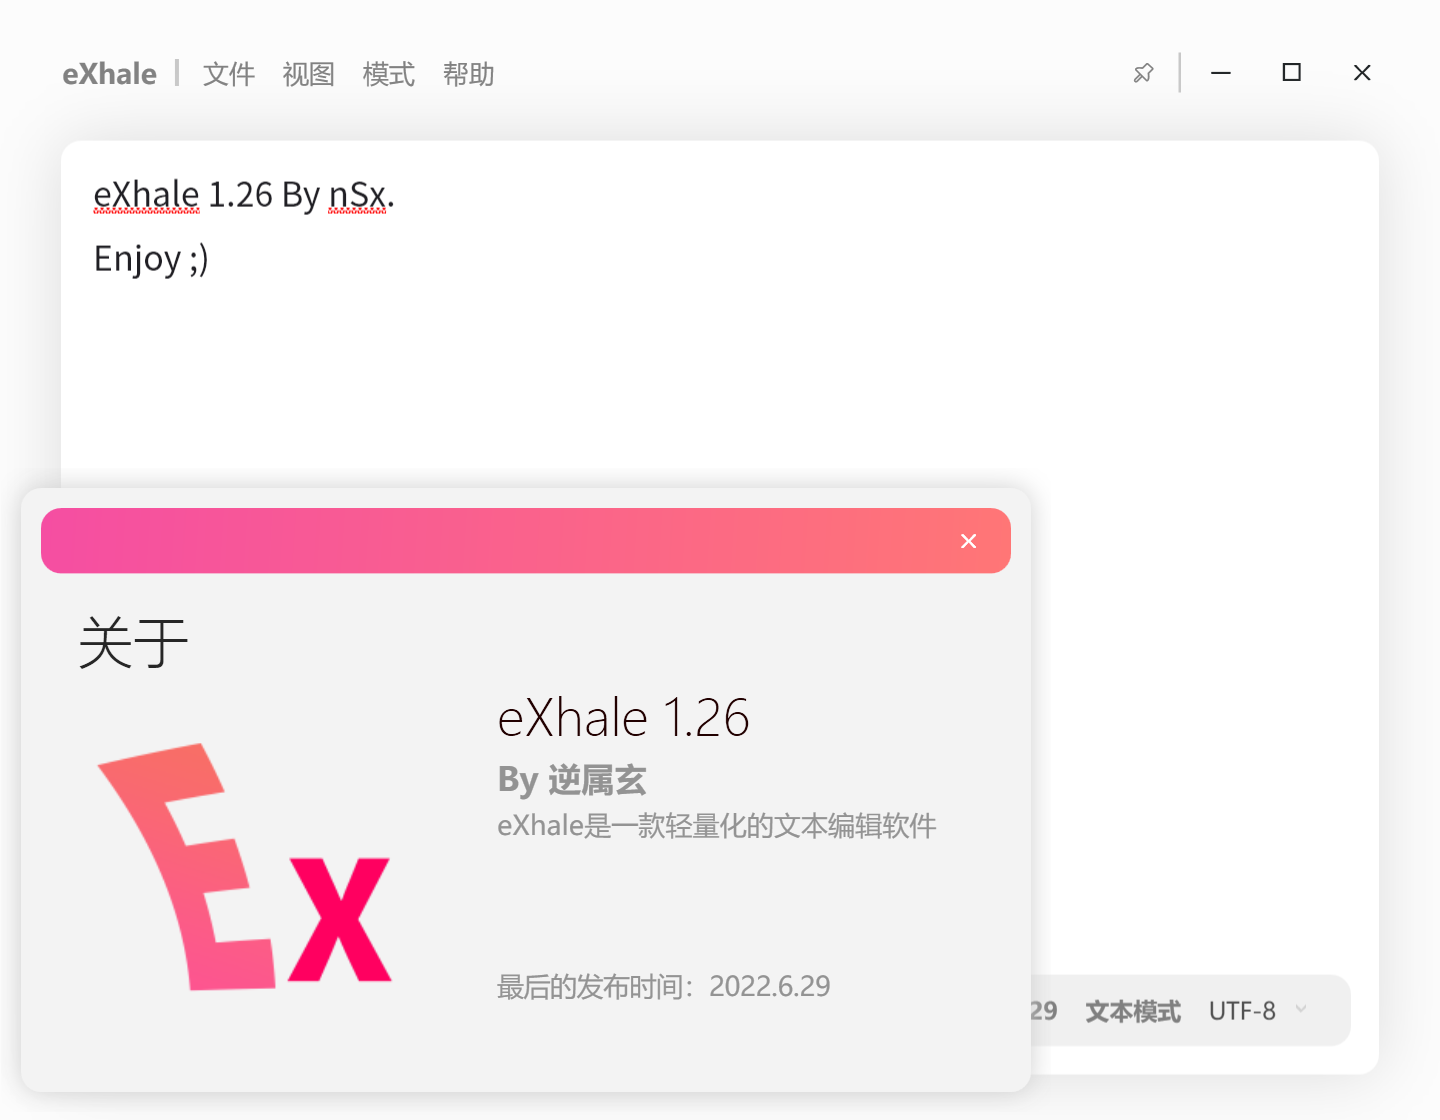 eXhale 文件 视图 模式 帮助
eXhale 1.26 By nSx.
Enjoy ;)
关于
eXhale 1.26
By 逆属玄
eXhale是一款轻量化的文本编辑软件
Ex
最后的发布时间：2022.6.29
29 文本模式 UTF-8